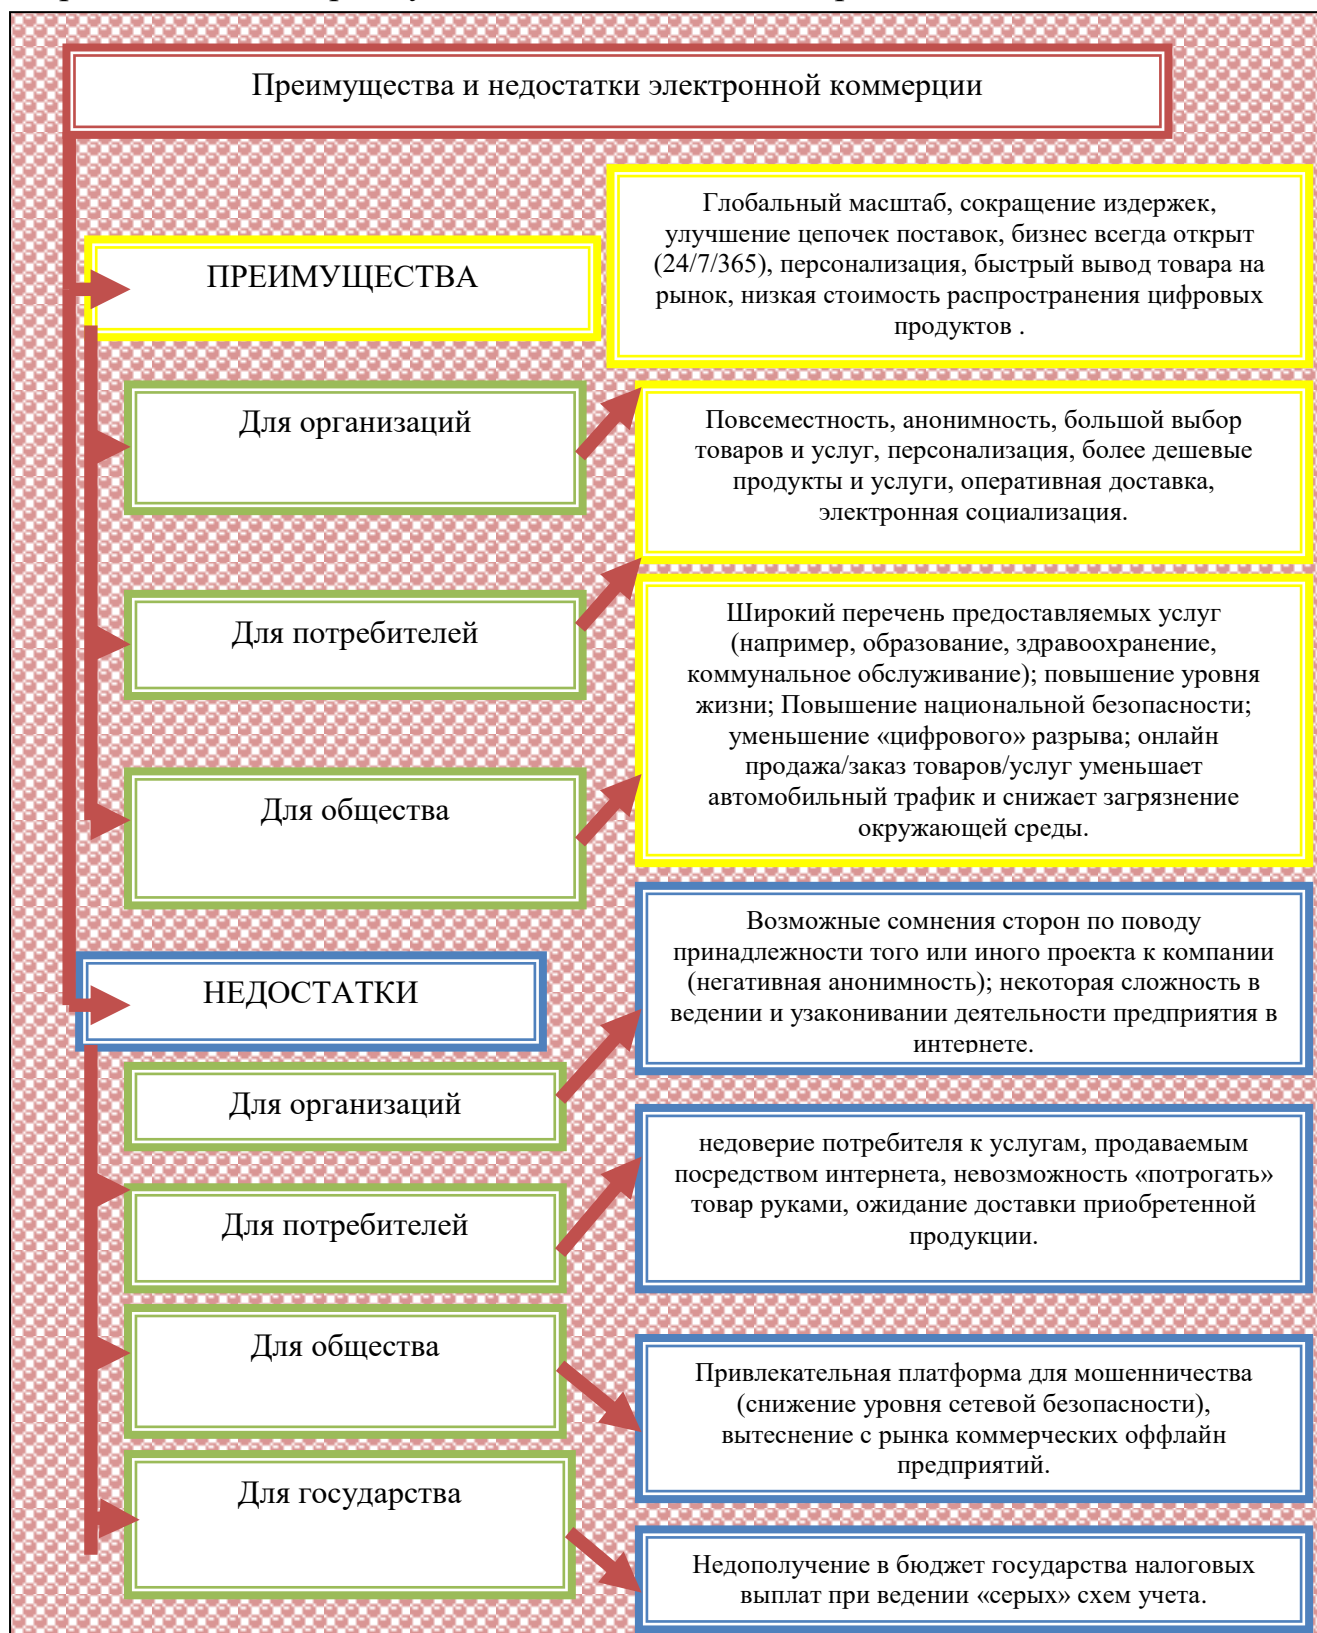 Преимущества и недостатки электронной коммерции
ПРЕИМУЩЕСТВА
Глобальный масштаб, сокращение издержек,
улучшение цепочек поставок, бизнес всегда открыт
(24/7/365), персонализация, быстрый вывод товара на
рынок, низкая стоимость распространения цифровых
продуктов .
Для организаций
Повсеместность, анонимность, большой выбор
товаров и услуг, персонализация, более дешевые
продукты и услуги, оперативная доставка,
электронная социализация.
Для потребителей
Широкий перечень предоставляемых услуг
(например, образование, здравоохранение,
коммунальное обслуживание); повышение уровня
жизни; Повышение национальной безопасности;
уменьшение «цифрового» разрыва; онлайн
продажа/заказ товаров/услуг уменьшает
автомобильный трафик и снижает загрязнение
окружающей среды.
Для общества
НЕДОСТАТКИ
Возможные сомнения сторон по поводу
принадлежности того или иного проекта к компании
(негативная анонимность); некоторая сложность в
ведении и узаконивании деятельности предприятия в
интернете.
Для организаций
недоверие потребителя к услугам, продаваемым
посредством интернета, невозможность «потрогать»
товар руками, ожидание доставки приобретенной
продукции.
Для потребителей
Для общества
Привлекательная платформа для мошенничества
(снижение уровня сетевой безопасности),
вытеснение с рынка коммерческих оффлайн
предприятий.
Для государства
Недополучение в бюджет государства налоговых
выплат при ведении «серых» схем учета.